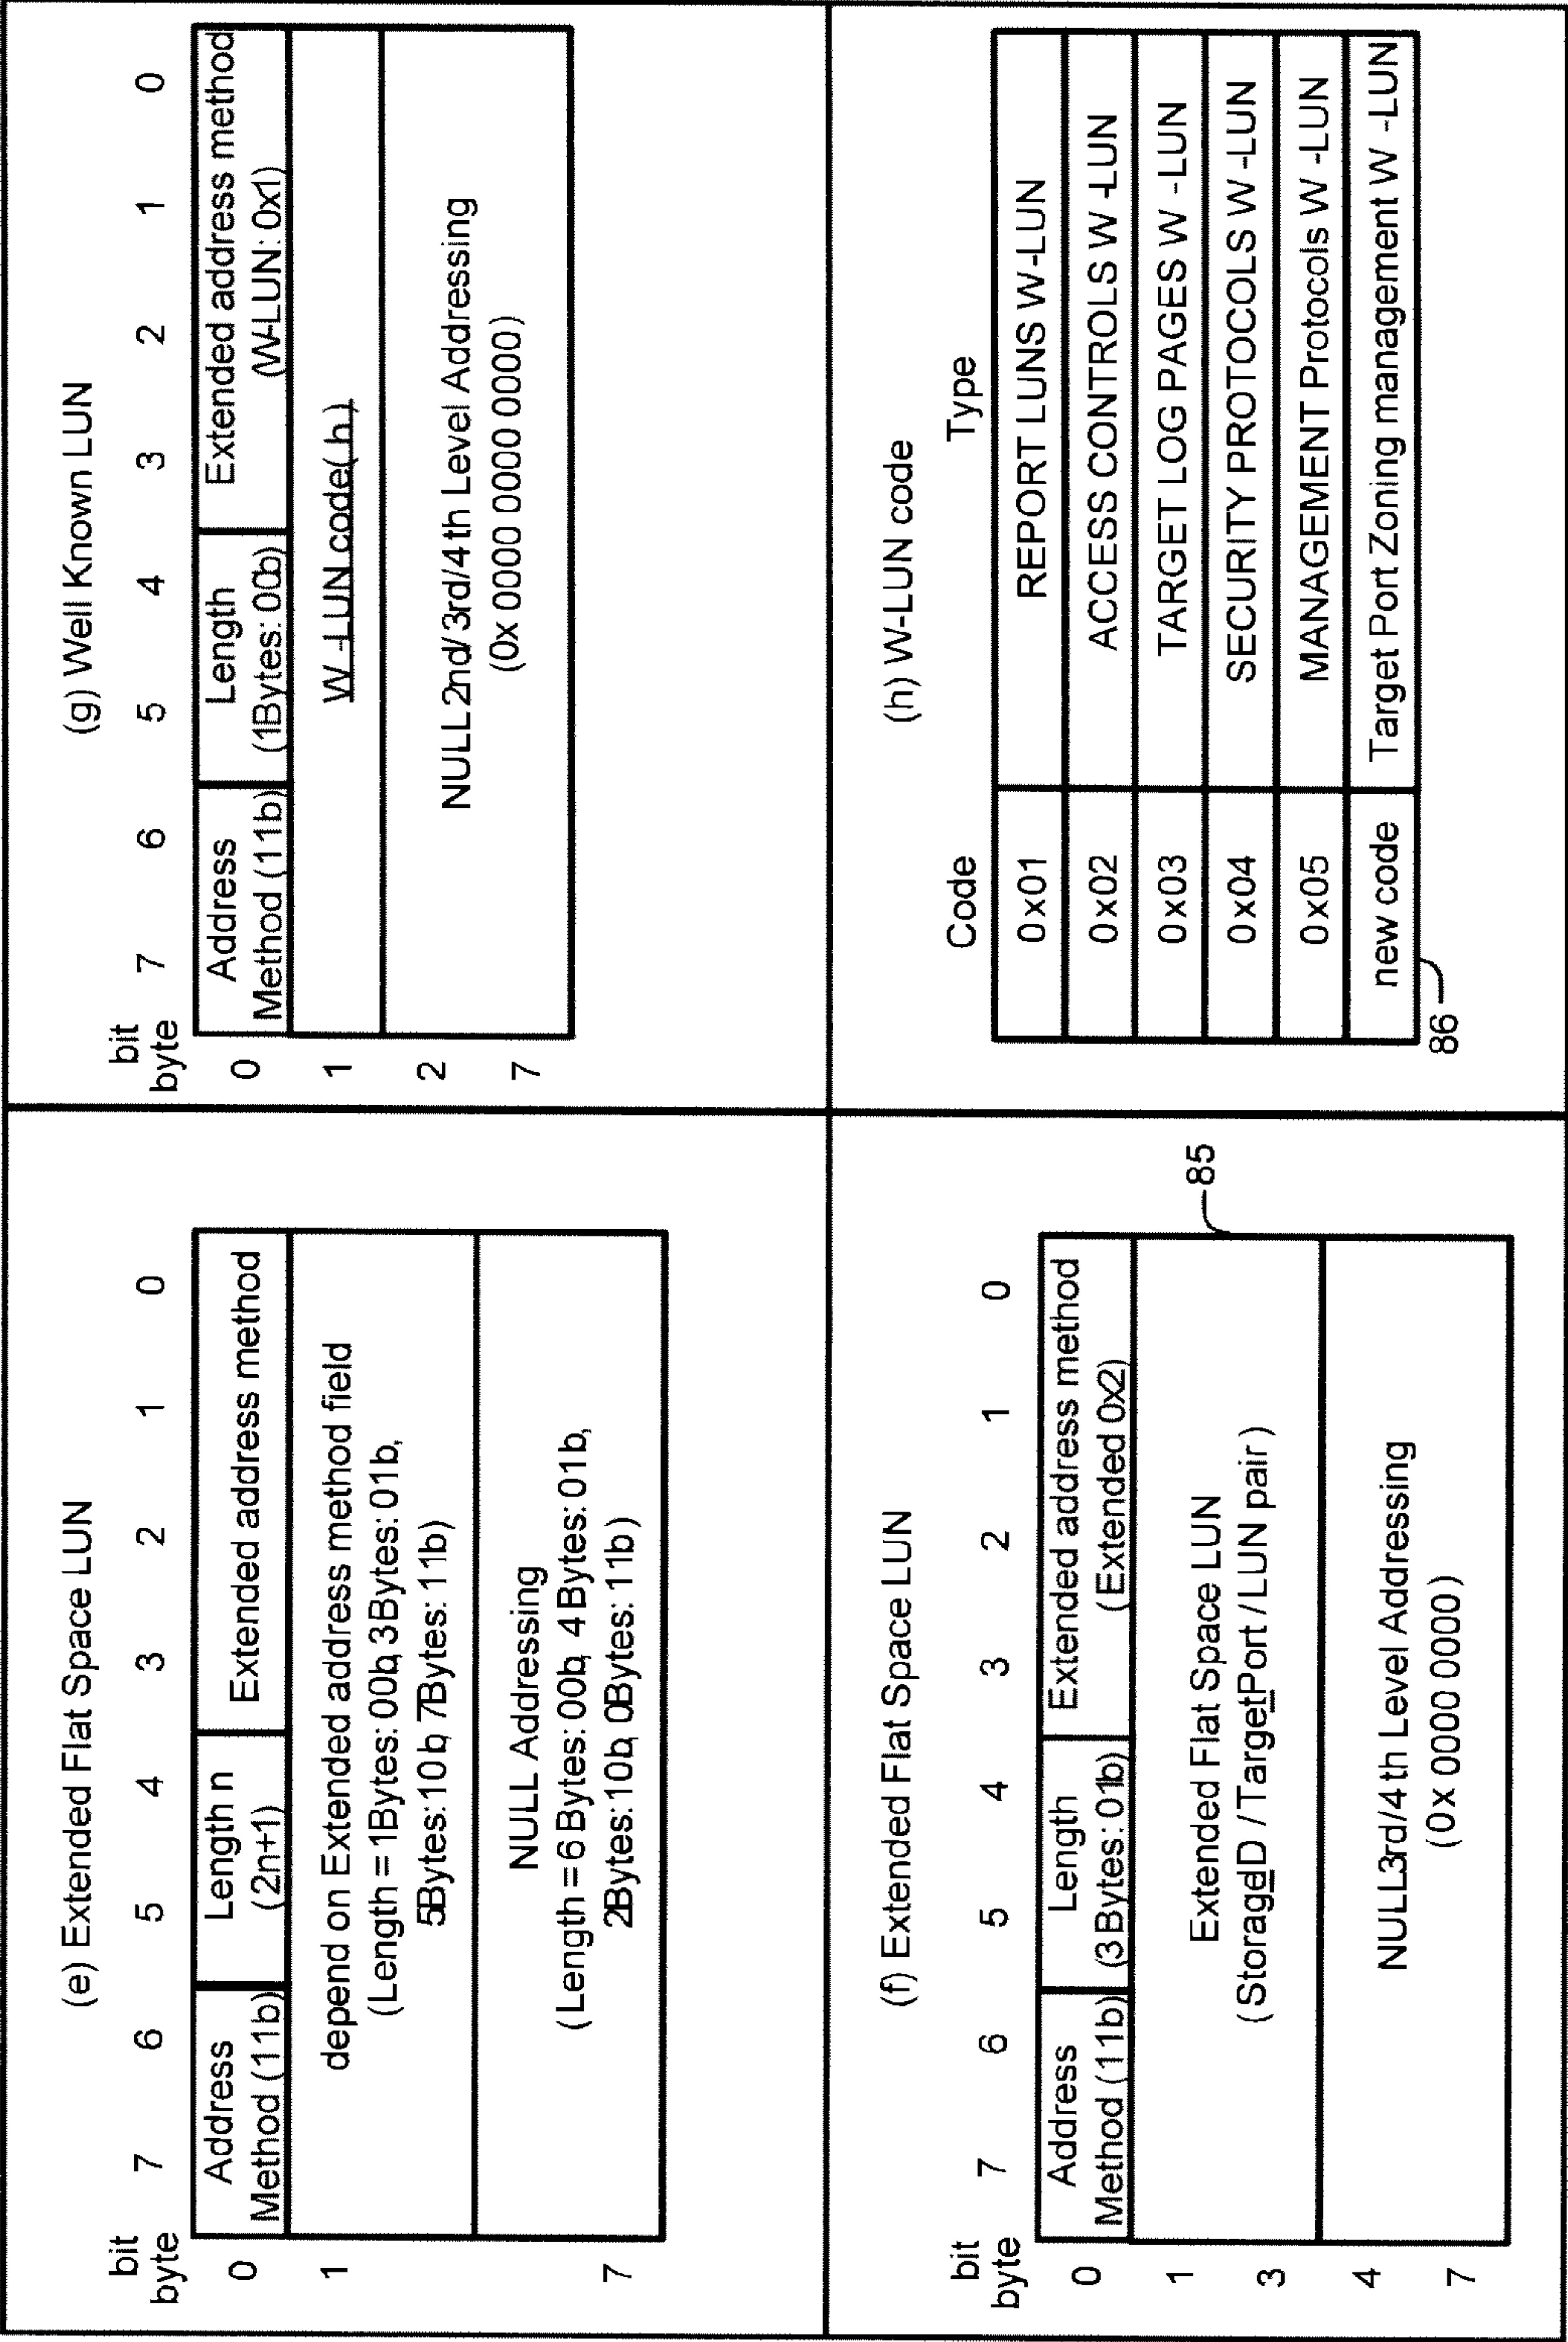 (e) Extended Flat Space LUN
bit 7 6 5 4 3 2 1 0
byte
0 Address Length n Extended address method
Method (11b) (2n+1)
1 depend on Extended address method field
(Length = 1Bytes: 00b, 3Bytes: 01b,
5Bytes: 10b, 7Bytes: 11b)
NULL Addressing
(Length = 6 Bytes: 00b, 4 Bytes: 01b,
7 2Bytes: 10b, 0Bytes: 11b)
(g) Well Known LUN
bit 7 6 5 4 3 2 1 0
byte
0 Address Length Extended address method
Method (11b) (1Bytes: 00b) (W-LUN: 0x1)
1 W-LUN code(h)
2 NULL 2nd/3rd/4th Level Addressing
7 (0x 0000 0000 0000)
(f) Extended Flat Space LUN
bit 7 6 5 4 3 2 1 0
byte
0 Address Length Extended address method
Method (11b) (3 Bytes: 01b) (Extended 0x2)
1 Extended Flat Space LUN 85
3 (StorageID / TargetPort / LUN pair)
4 NULL 3rd/4th Level Addressing
7 (0x 0000 0000)
(h) W-LUN code
Code Type
0x01 REPORT LUNS W-LUN
0x02 ACCESS CONTROLS W-LUN
0x03 TARGET LOG PAGES W-LUN
0x04 SECURITY PROTOCOLS W-LUN
0x05 MANAGEMENT Protocols W-LUN
new code Target Port Zoning management W-LUN
86